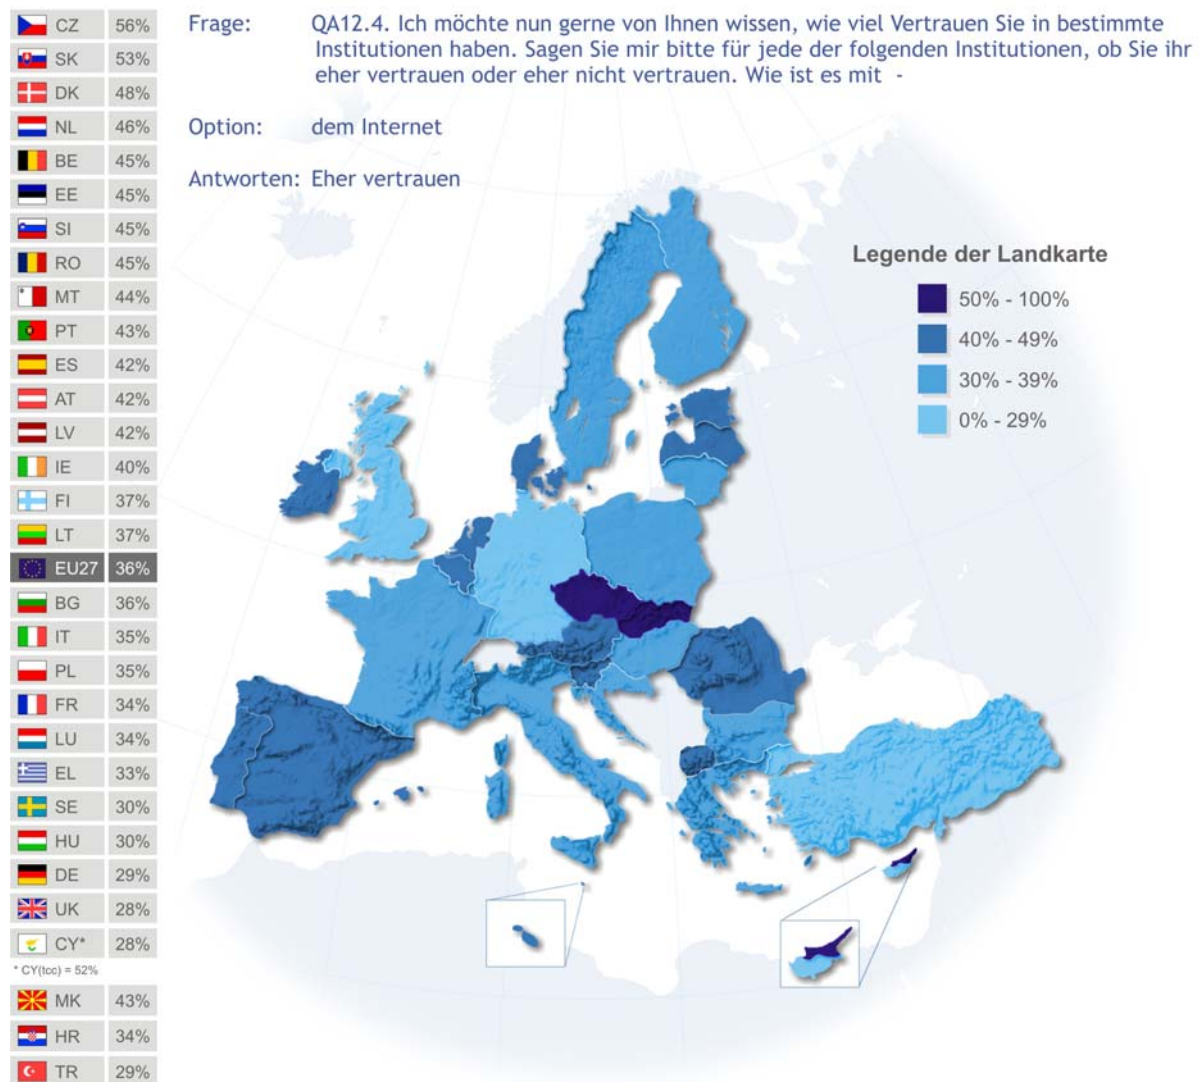 Frage: QA12.4. Ich möchte nun gerne von Ihnen wissen, wie viel Vertrauen Sie in bestimmte
Institutionen haben. Sagen Sie mir bitte für jede der folgenden Institutionen, ob Sie ihr
eher vertrauen oder eher nicht vertrauen. Wie ist es mit -
Option: dem Internet
Antworten: Eher vertrauen
CZ 56%
SK 53%
DK 48%
NL 46%
BE 45%
EE 45%
SI 45%
RO 45%
MT 44%
PT 43%
ES 42%
AT 42%
LV 42%
IE 40%
FI 37%
LT 37%
EU27 36%
BG 36%
IT 35%
PL 35%
FR 34%
LU 34%
EL 33%
SE 30%
HU 30%
DE 29%
UK 28%
CY* 28%
* CY(tcc) = 52%
MK 43%
HR 34%
TR 29%
Legende der Landkarte
50% - 100%
40% - 49%
30% - 39%
0% - 29%